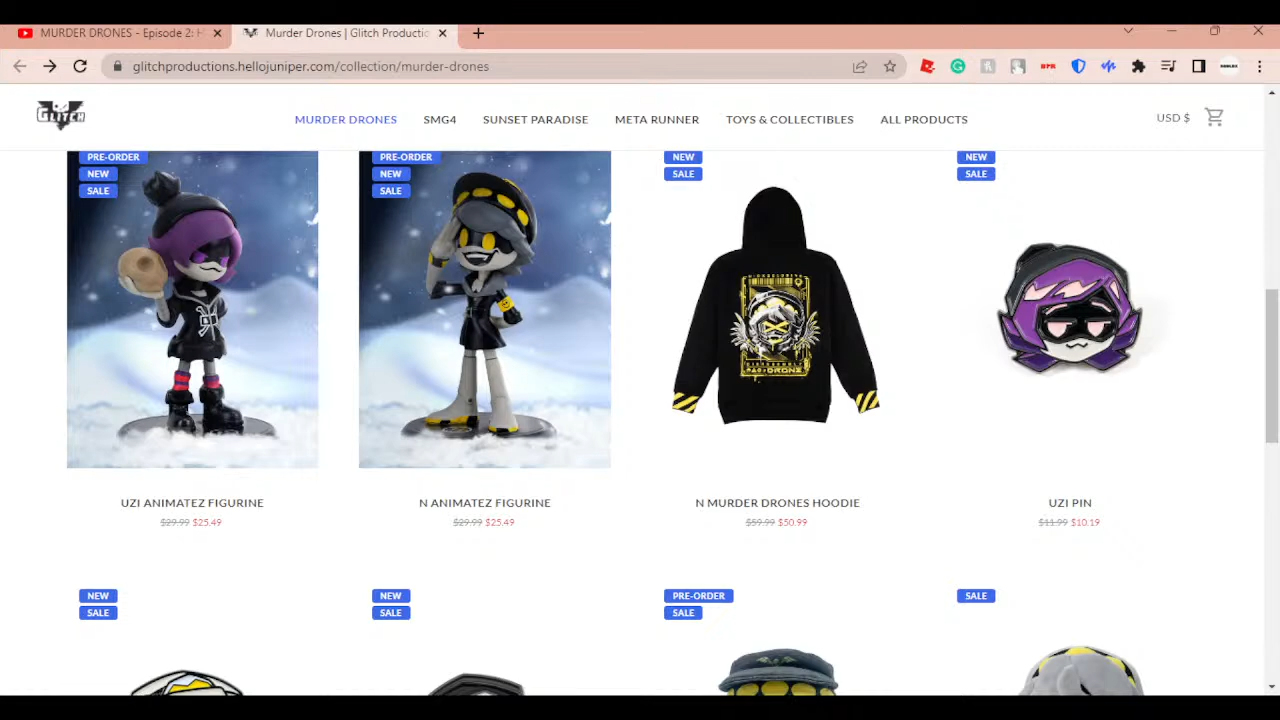 MURDER DRONES - Episode 2: H
Murder Drones | Glitch Productio
glitchproductions.hellojuniper.com/collection/murder-drones
GLITCH
MURDER DRONES
SMG4
SUNSET PARADISE
META RUNNER
TOYS & COLLECTIBLES
ALL PRODUCTS
USD $
PRE-ORDER
NEW
SALE
PRE-ORDER
NEW
SALE
NEW
SALE
NEW
SALE
UZI ANIMATEZ FIGURINE
$29.99 $25.49
N ANIMATEZ FIGURINE
$29.99 $25.49
N MURDER DRONES HOODIE
$59.99 $50.99
UZI PIN
$11.99 $10.19
NEW
SALE
NEW
SALE
PRE-ORDER
SALE
SALE